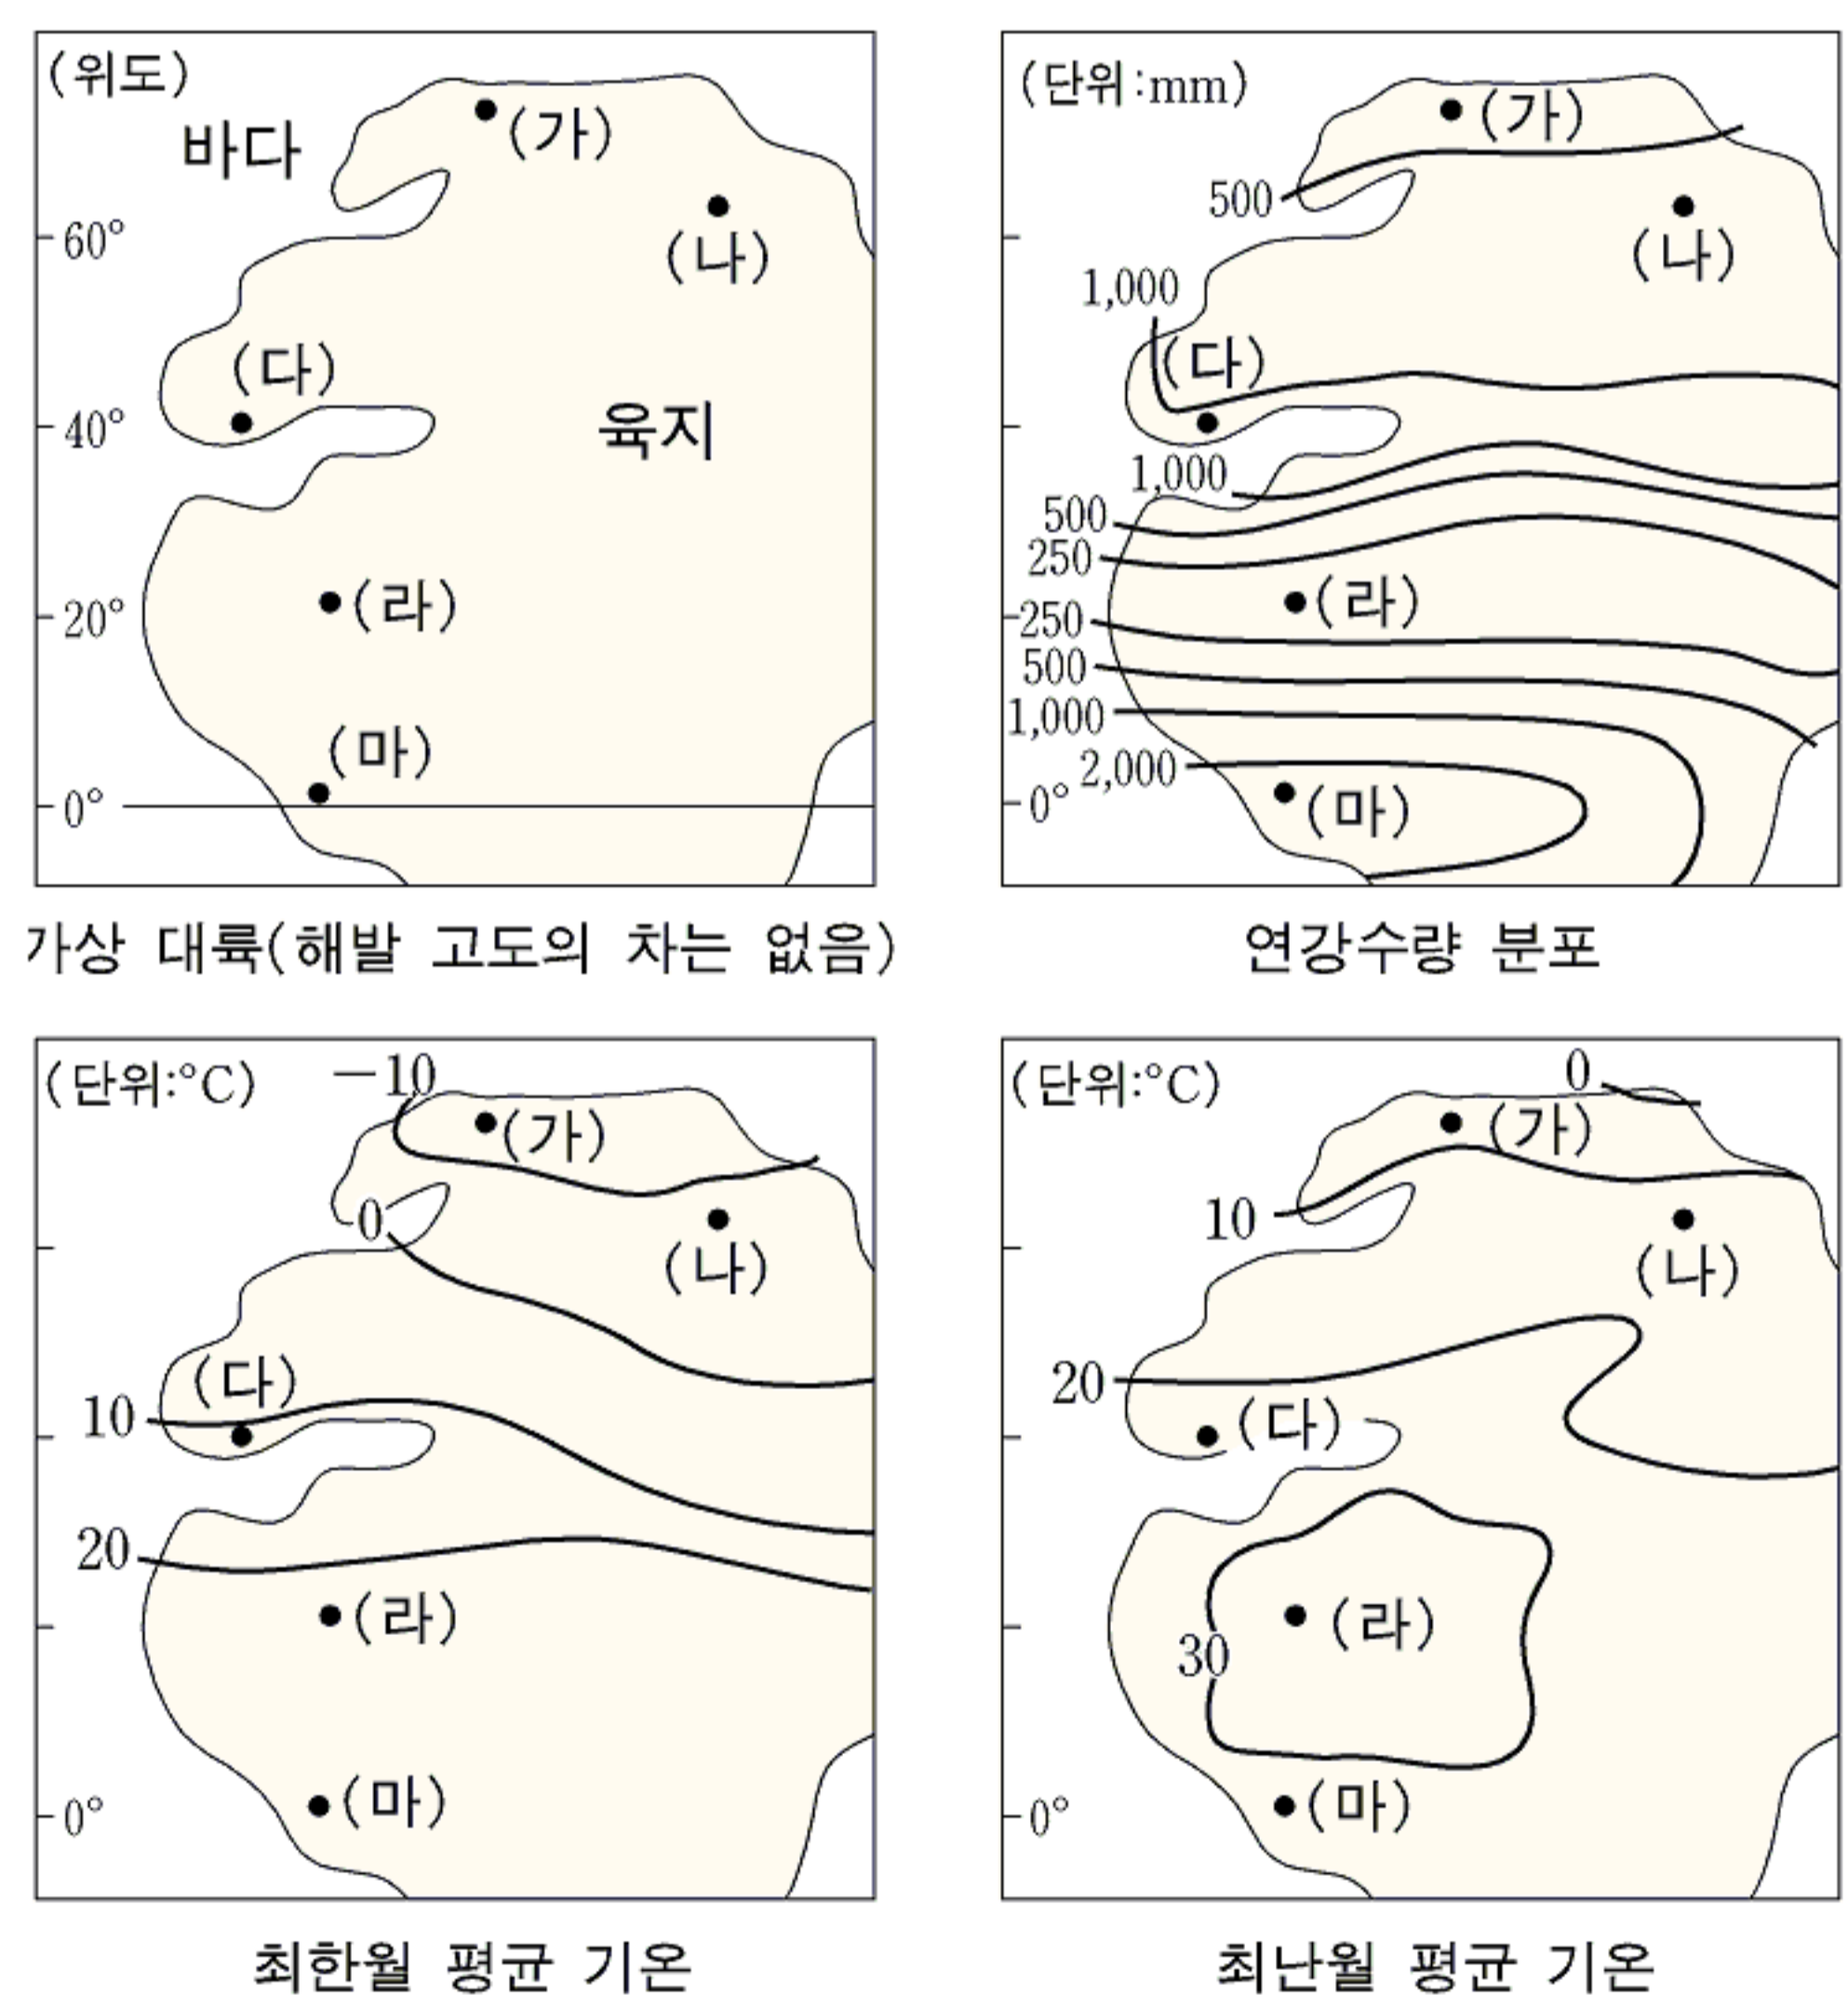 (위도)
바다
(가)
(나)
60°
(다)
육지
40°
(라)
20°
(마)
0°
가상 대륙(해발 고도의 차는 없음)
(단위:mm)
(가)
500
(나)
1,000
(다)
1,000
500
250
(라)
250
500
1,000
2,000
0°
(마)
연강수량 분포
(단위:°C)
-10
(가)
0
(나)
(다)
10
20
(라)
(마)
0°
최한월 평균 기온
(단위:°C)
0
(가)
10
(나)
20
(다)
(라)
30
(마)
0°
최난월 평균 기온